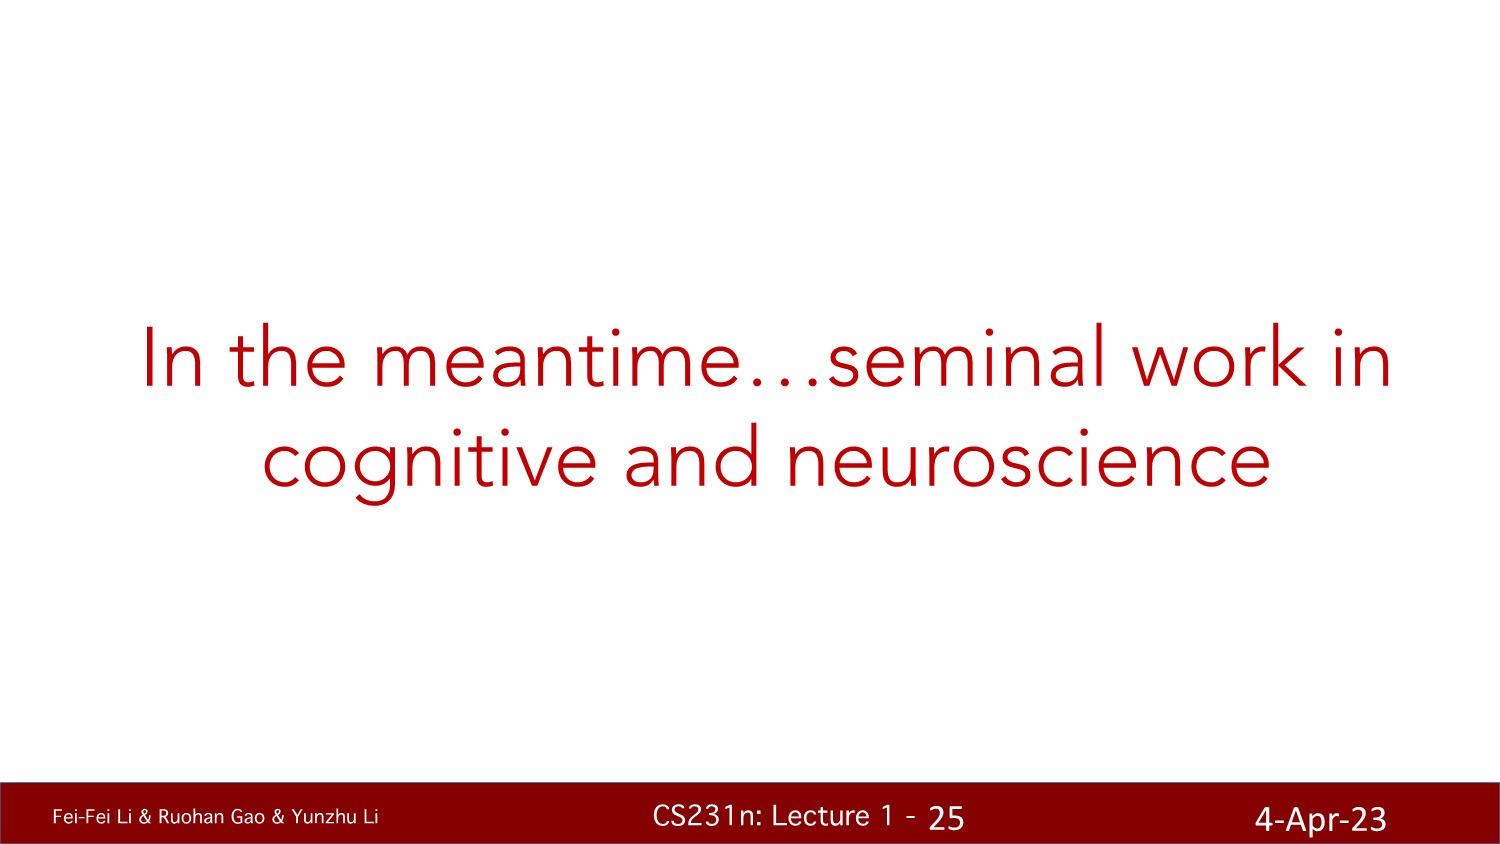 In the meantime…seminal work in
cognitive and neuroscience
Fei-Fei Li & Ruohan Gao & Yunzhu Li
CS231n: Lecture 1 - 25
4-Apr-23